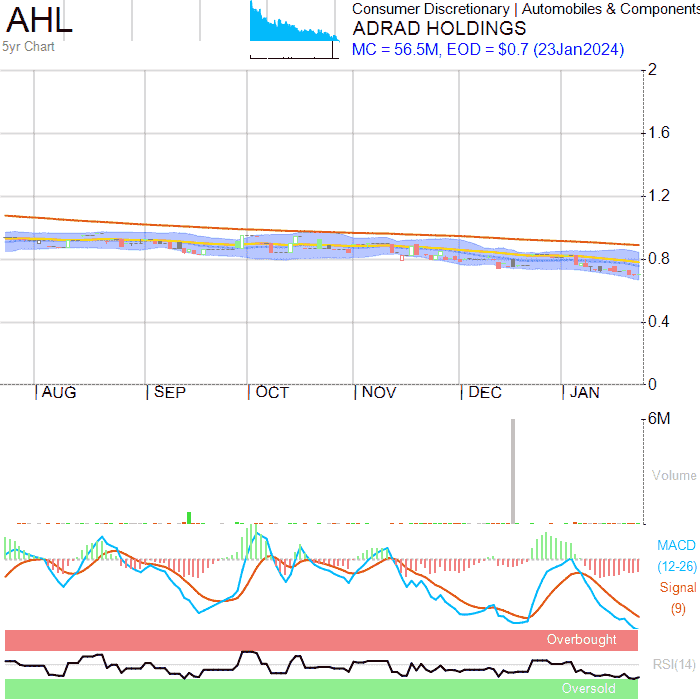 AHL
5yr Chart
Consumer Discretionary | Automobiles & Components
ADRAD HOLDINGS
MC = 56.5M, EOD = $0.7 (23Jan2024)
2
1.6
1.2
0.8
0.4
0
AUG SEP OCT NOV DEC JAN
6M
Volume
MACD
(12-26)
Signal
(9)
Overbought
RSI(14)
Oversold